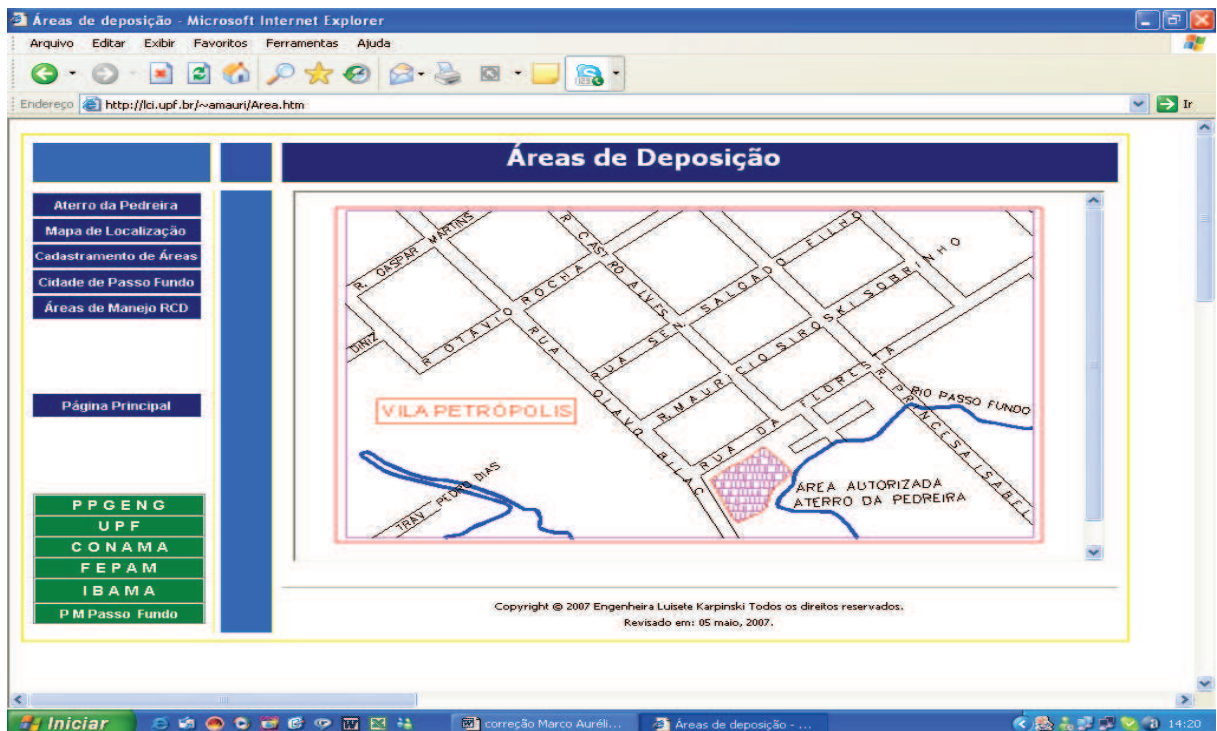 Áreas de deposição - Microsoft Internet Explorer
Arquivo Editar Exibir Favoritos Ferramentas Ajuda
Endereço http://lci.upf.br/~amauri/Area.htm Ir
Áreas de Deposição
Aterro da Pedreira
Mapa de Localização
Cadastramento de Áreas
Cidade de Passo Fundo
Áreas de Manejo RCD
Página Principal
PPGENG
UPF
CONAMA
FEPAM
IBAMA
PM Passo Fundo
R. GASPAR MARTINS
R. CASTRO ALVES
R. OTÁVIO ROCHA
DINIZ
RUA SEN. SALGADO FILHO
R. MAURICIO SIROSKI SOBRINHO
RUA OLAVO BILAC
RUA DA FLORESTA
R. PRINCESA ISABEL
RIO PASSO FUNDO
VILA PETRÓPOLIS
TRAV. PEDRO DIAS
ÁREA AUTORIZADA
ATERRO DA PEDREIRA
Copyright © 2007 Engenheira Luisete Karpinski Todos os direitos reservados.
Revisado em: 05 maio, 2007.
Iniciar correção Marco Auréli... Áreas de deposição - ... 14:20